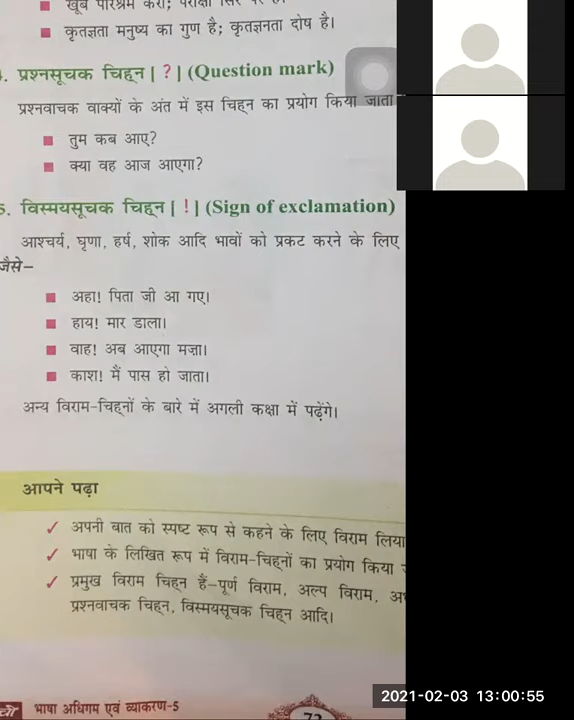 खूब परिश्रम करो; परीक्षा सिर पर है।
कृतज्ञता मनुष्य का गुण है; कृतज्ञनता दोष है।
प्रश्नसूचक चिह्न [ ? ] (Question mark)
प्रश्नवाचक वाक्यों के अंत में इस चिह्न का प्रयोग किया जाता
तुम कब आए?
क्या वह आज आएगा?
5. विस्मयसूचक चिह्न [ ! ] (Sign of exclamation)
आश्चर्य, घृणा, हर्ष, शोक आदि भावों को प्रकट करने के लिए
जैसे–
अहा! पिता जी आ गए।
हाय! मार डाला।
वाह! अब आएगा मज़ा।
काश! मैं पास हो जाता।
अन्य विराम-चिह्नों के बारे में अगली कक्षा में पढ़ेंगे।
आपने पढ़ा
✓ अपनी बात को स्पष्ट रूप से कहने के लिए विराम लिया
✓ भाषा के लिखित रूप में विराम-चिह्नों का प्रयोग किया
✓ प्रमुख विराम चिह्न हैं–पूर्ण विराम, अल्प विराम,
प्रश्नवाचक चिह्न, विस्मयसूचक चिह्न आदि।
भाषा अधिगम एवं व्याकरण-5
2021-02-03 13:00:55